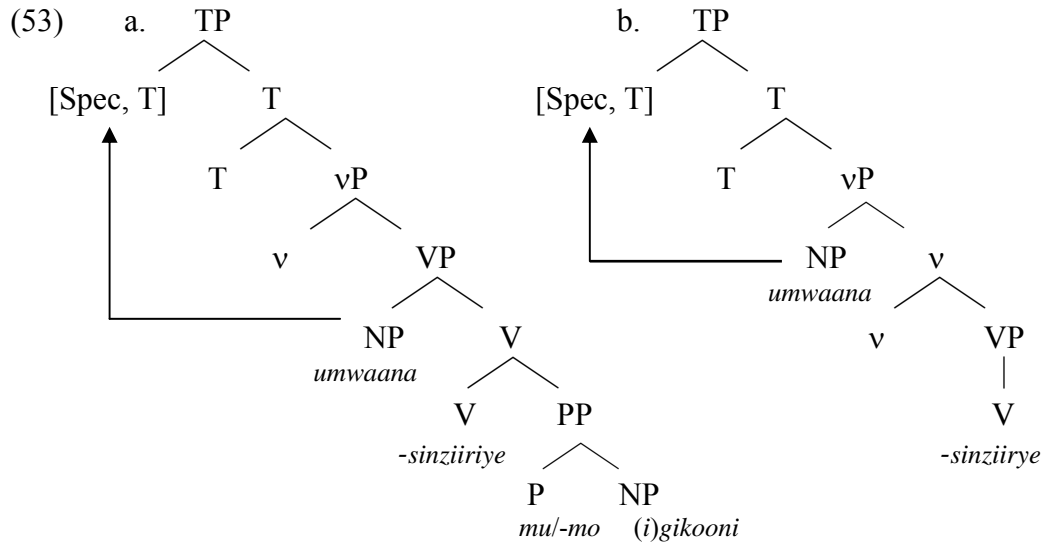 (53) a. TP b. TP
[Spec, T] T [Spec, T] T
T νP T νP
ν VP NP ν
umwaana
NP V ν VP
umwaana
V PP V
-sinziiriye -sinziirye
P NP
mu/-mo (i)gikooni